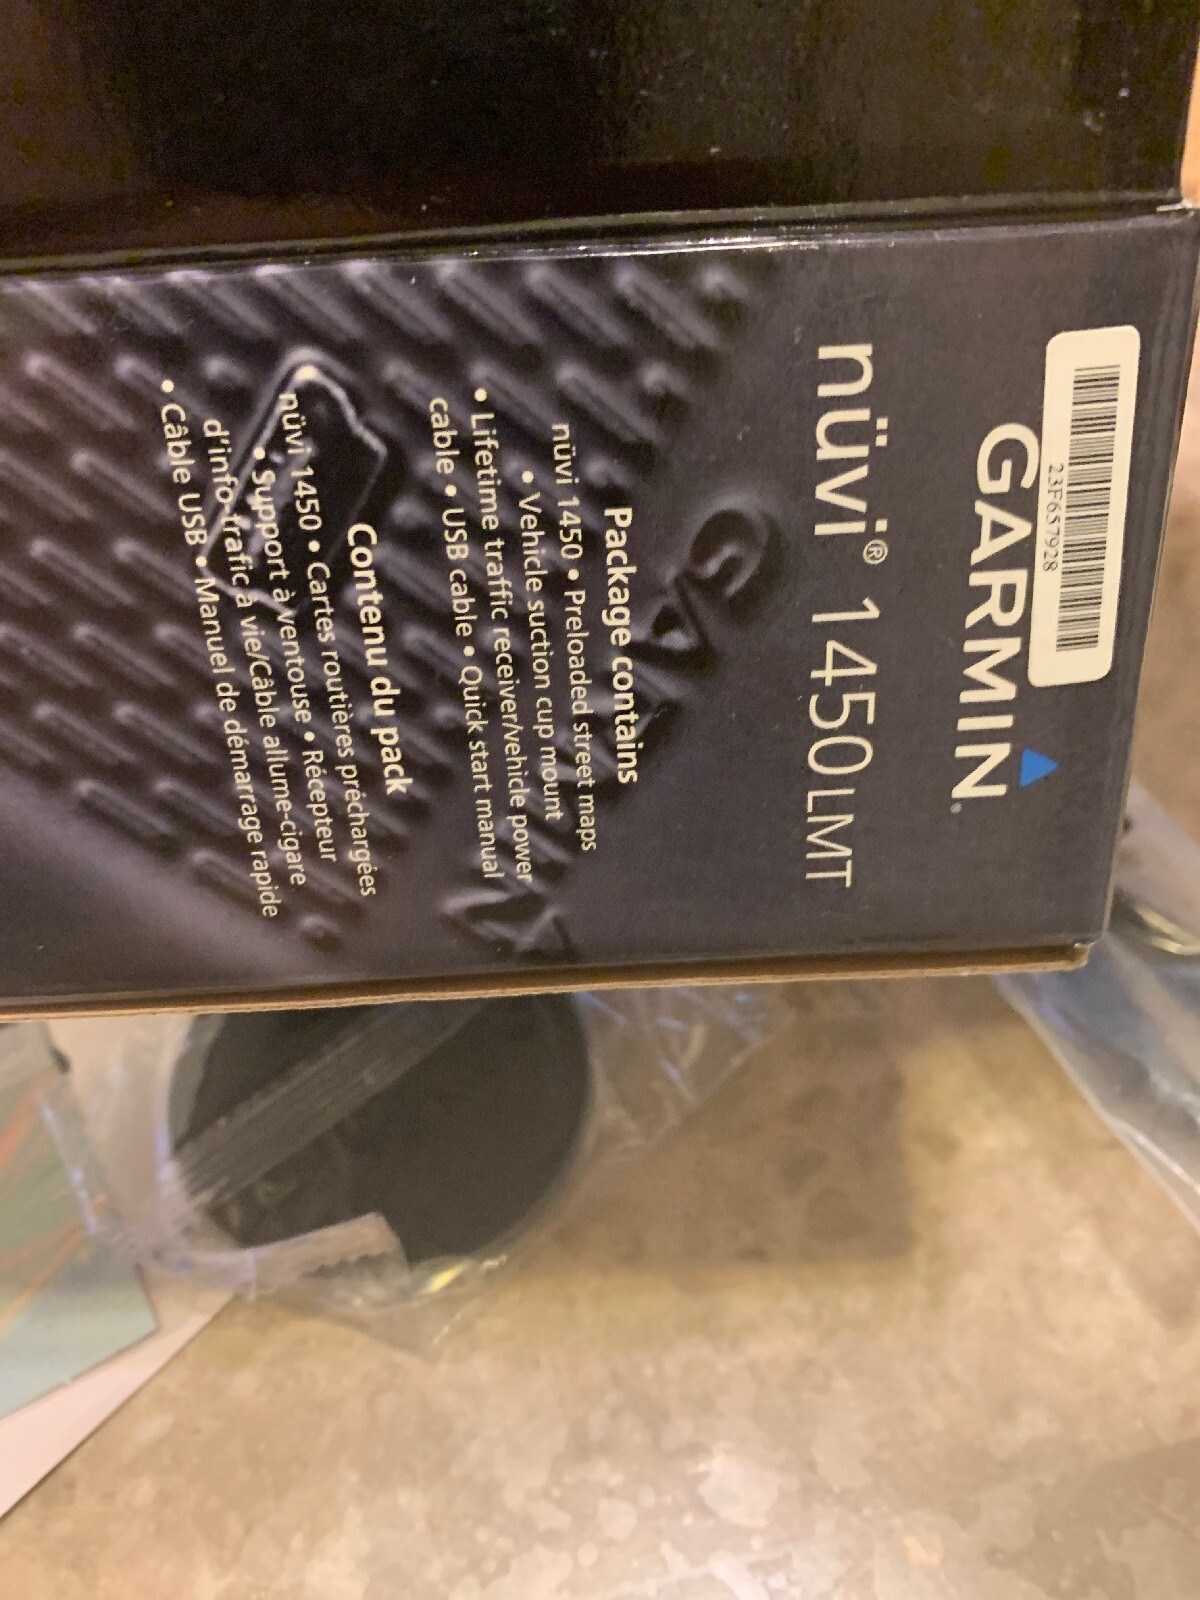 23F657928
GARMIN
nüvi® 1450LMT
GARMIN
Package contains
nüvi 1450 • Preloaded street maps
• Vehicle suction cup mount
• Lifetime traffic receiver/vehicle power
cable • USB cable • Quick start manual
Contenu du pack
nüvi 1450 • Cartes routières préchargées
• Support à ventouse • Récepteur
d'info-trafic à vie/Câble allume-cigare
• Câble USB • Manuel de démarrage rapide